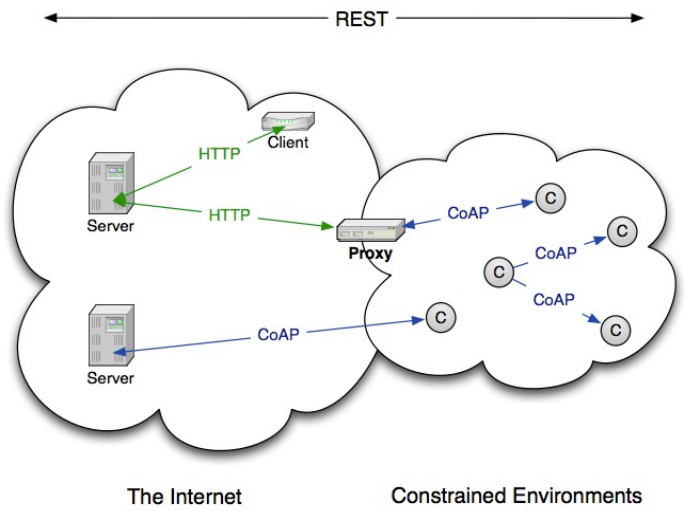 REST
Client
HTTP
Server
HTTP
Proxy
CoAP
C
C
CoAP
C
CoAP
C
C
CoAP
Server
The Internet
Constrained Environments